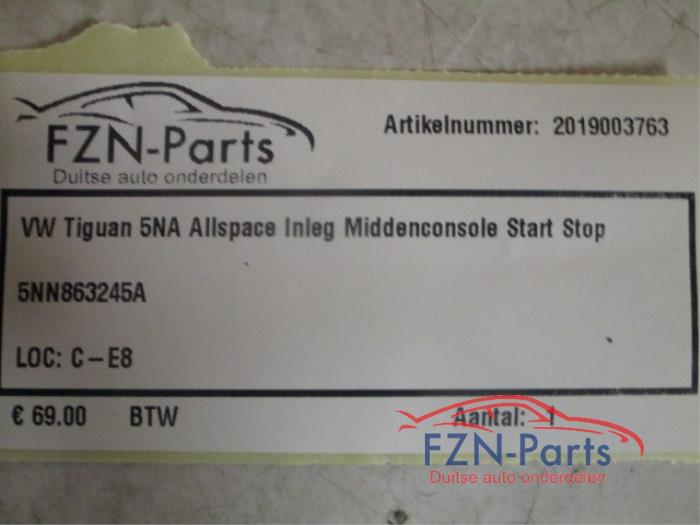 FZN-Parts
Duitse auto onderdelen
Artikelnummer: 2019003763
VW Tiguan 5NA Allspace Inleg Middenconsole Start Stop
5NN863245A
LOC: C-E8
€ 69.00 BTW Aantal: 1
FZN-Parts
Duitse auto onderdelen